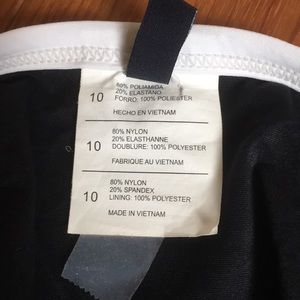 80% POLIAMIDA
20% ELASTANO
10 FORRO: 100% POLIESTER
HECHO EN VIETNAM
80% NYLON
20% ELASTHANNE
10 DOUBLURE: 100% POLYESTER
FABRIQUE AU VIETNAM
80% NYLON
20% SPANDEX
10 LINING: 100% POLYESTER
MADE IN VIETNAM